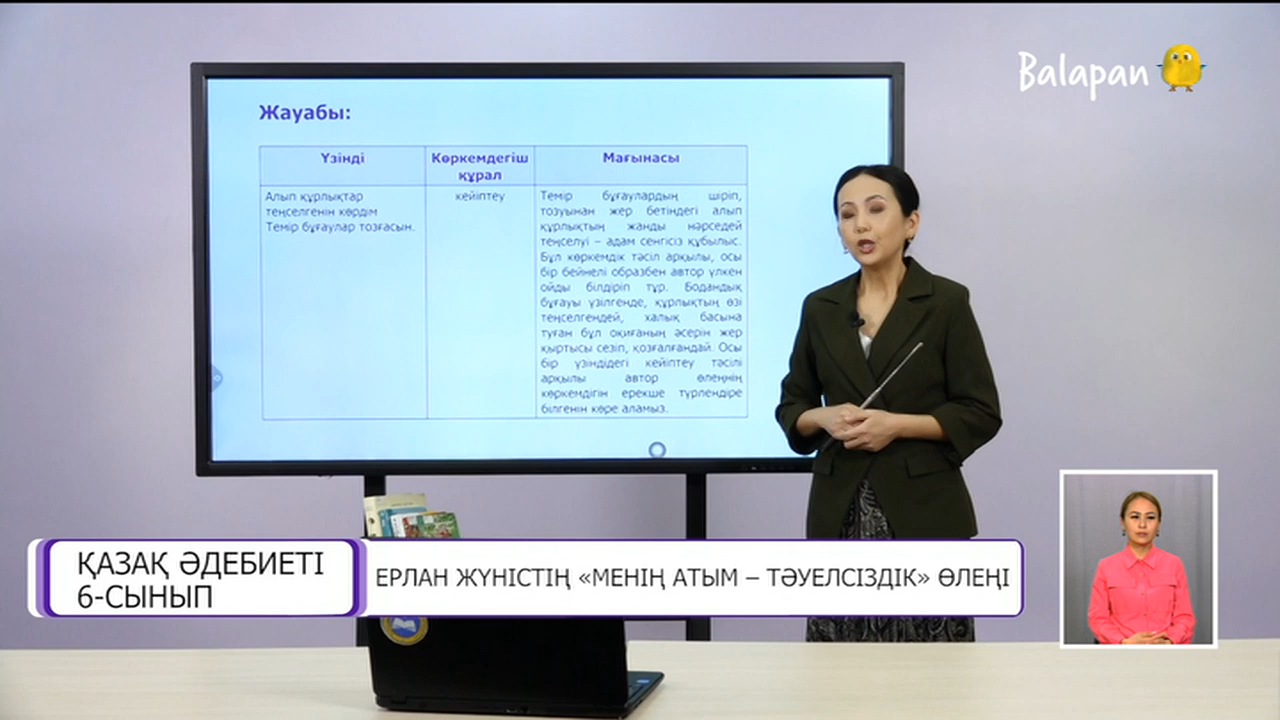 Balapan
Жауабы:
Үзінді
Көркемдегіш
құрал
Мағынасы
Алып құрлықтар
теңселгенін көрдім
Темір бұғаулар тозғасын.
кейіптеу
Темір бұғаулардың шіріп,
тозуынан жер бетіндегі алып
құрлықтың жанды нәрседей
теңселуі – адам сенгісіз құбылыс.
Бұл көркемдік тәсіл арқылы, осы
бір бейнелі образбен автор үлкен
ойды білдіріп тұр. Бодандық
бұғауы үзілгенде, құрлықтың өзі
теңселгендей, халық басына
туған бұл оқиғаның әсерін жер
қыртысы сезіп, қозғалғандай. Осы
бір үзіндідегі кейіптеу тәсілі
арқылы автор өлеңнің
көркемдігін ерекше түрлендіре
білгенін көре аламыз.
ҚАЗАҚ ӘДЕБИЕТІ
6-СЫНЫП
ЕРЛАН ЖҮНІСТІҢ «МЕНІҢ АТЫМ – ТӘУЕЛСІЗДІК» ӨЛЕҢІ